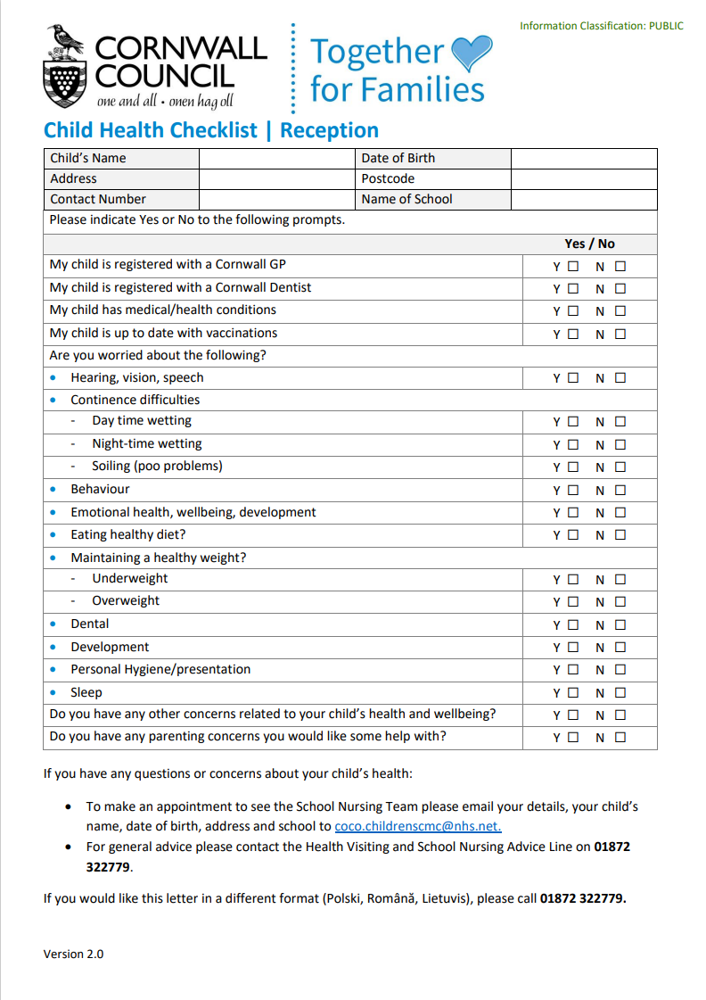 Information Classification: PUBLIC
CORNWALL
COUNCIL
one and all • onen hag oll
Together
for Families
Child Health Checklist | Reception
Child's Name Date of Birth
Address Postcode
Contact Number Name of School
Please indicate Yes or No to the following prompts.
Yes / No
My child is registered with a Cornwall GP Y ☐ N ☐
My child is registered with a Cornwall Dentist Y ☐ N ☐
My child has medical/health conditions Y ☐ N ☐
My child is up to date with vaccinations Y ☐ N ☐
Are you worried about the following?
• Hearing, vision, speech Y ☐ N ☐
• Continence difficulties
- Day time wetting Y ☐ N ☐
- Night-time wetting Y ☐ N ☐
- Soiling (poo problems) Y ☐ N ☐
• Behaviour Y ☐ N ☐
• Emotional health, wellbeing, development Y ☐ N ☐
• Eating healthy diet? Y ☐ N ☐
• Maintaining a healthy weight?
- Underweight Y ☐ N ☐
- Overweight Y ☐ N ☐
• Dental Y ☐ N ☐
• Development Y ☐ N ☐
• Personal Hygiene/presentation Y ☐ N ☐
• Sleep Y ☐ N ☐
Do you have any other concerns related to your child's health and wellbeing? Y ☐ N ☐
Do you have any parenting concerns you would like some help with? Y ☐ N ☐
If you have any questions or concerns about your child's health:
• To make an appointment to see the School Nursing Team please email your details, your child's
name, date of birth, address and school to coco.childrenscmc@nhs.net.
• For general advice please contact the Health Visiting and School Nursing Advice Line on 01872
322779.
If you would like this letter in a different format (Polski, Română, Lietuvis), please call 01872 322779.
Version 2.0